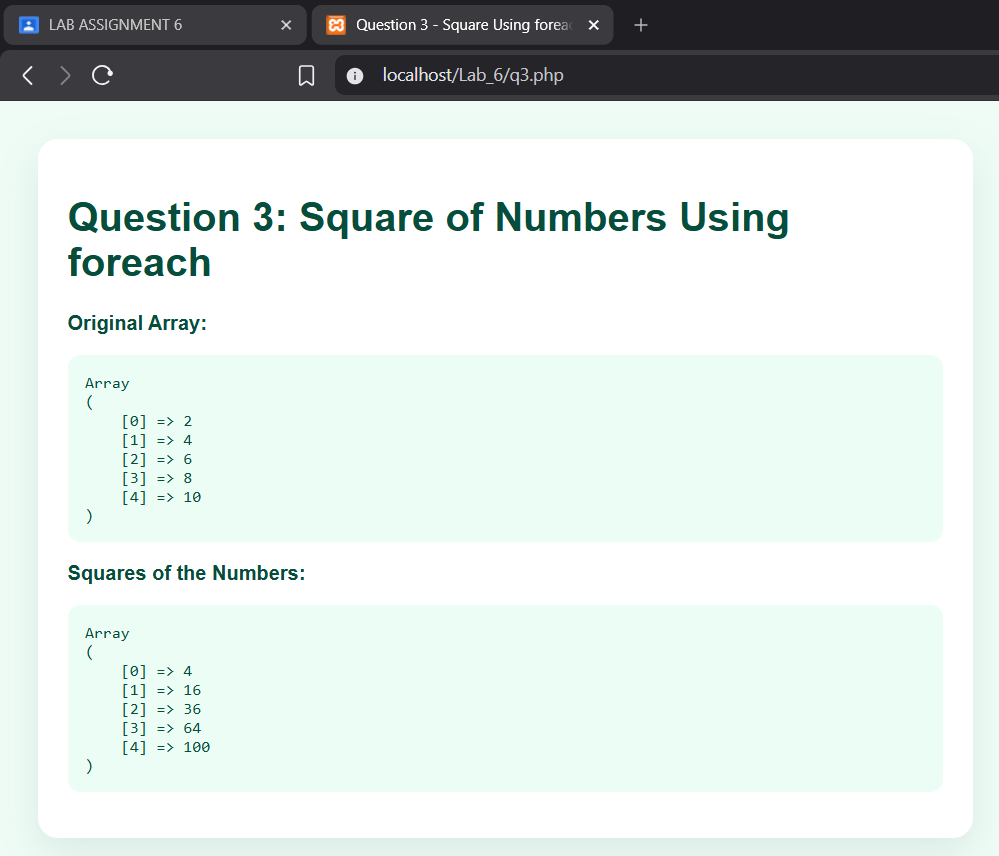 LAB ASSIGNMENT 6
Question 3 - Square Using forea
localhost/Lab_6/q3.php
Question 3: Square of Numbers Using
foreach
Original Array:
Array
(
    [0] => 2
    [1] => 4
    [2] => 6
    [3] => 8
    [4] => 10
)
Squares of the Numbers:
Array
(
    [0] => 4
    [1] => 16
    [2] => 36
    [3] => 64
    [4] => 100
)